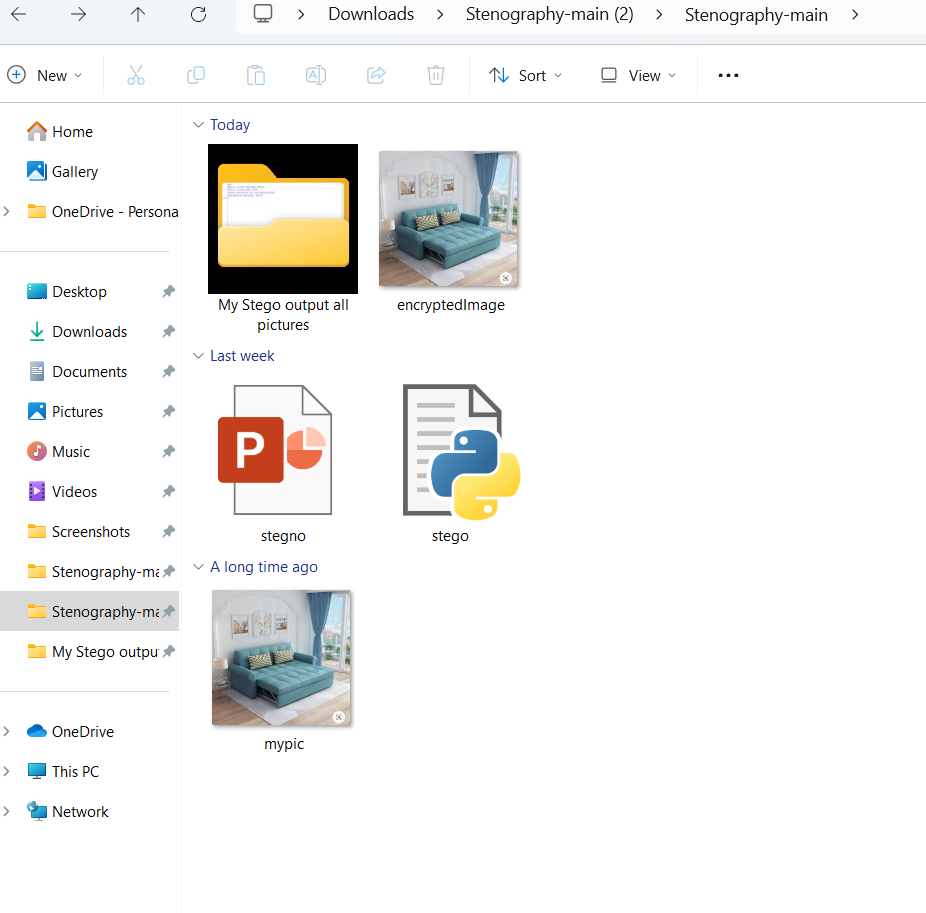 Downloads > Stenography-main (2) > Stenography-main >
New
Sort
View
Home
Gallery
OneDrive - Persona
Desktop
Downloads
Documents
Pictures
Music
Videos
Screenshots
Stenography-ma
Stenography-ma
My Stego outpu
OneDrive
This PC
Network
Today
My Stego output all
pictures
encryptedImage
Last week
P
stegno
stego
A long time ago
mypic